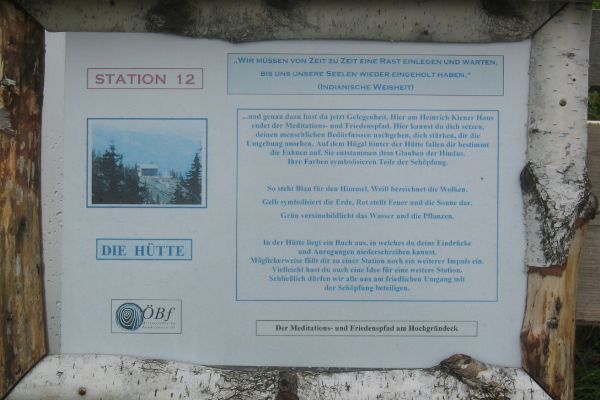 STATION 12
„WIR MÜSSEN VON ZEIT ZU ZEIT EINE RAST EINLEGEN UND WARTEN,
BIS UNS UNSERE SEELEN WIEDER EINGEHOLT HABEN."
(INDIANISCHE WEISHEIT)
...und genau dazu hast du jetzt Gelegenheit. Hier am Heinrich Kiener Haus
endet der Meditations- und Friedenspfad. Hier kannst du dich setzen,
deinen menschlichen Bedürfnissen nachgehen, dich stärken, dir die
Umgebung ansehen. Auf dem Hügel hinter der Hütte fallen dir bestimmt
die Fahnen auf. Sie entstammen dem Glauben der Hindus.
Ihre Farben symbolisieren Teile der Schöpfung.
So steht Blau für den Himmel, Weiß bezeichnet die Wolken.
Gelb symbolisiert die Erde, Rot stellt Feuer und die Sonne dar.
Grün versinnbildlicht das Wasser und die Pflanzen.
In der Hütte liegt ein Buch aus, in welches du deine Eindrücke
und Anregungen niederschreiben kannst.
Möglicherweise fällt dir zu einer Station noch ein weiterer Impuls ein.
Vielleicht hast du auch eine Idee für eine weitere Station.
Schließlich dürfen wir alle uns am friedlichen Umgang mit
der Schöpfung beteiligen.
DIE HÜTTE
ÖBf
Der Meditations- und Friedenspfad am Hochgründeck